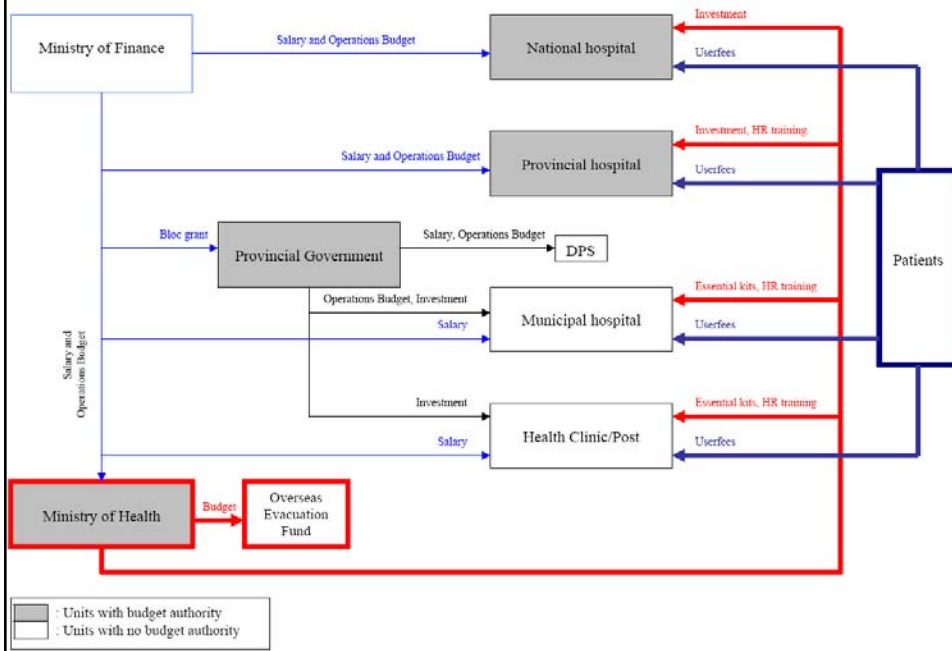 Investment
Ministry of Finance
Salary and Operations Budget
National hospital
Userfees
Investment, HR training
Salary and Operations Budget
Provincial hospital
Userfees
Bloc grant
Provincial Government
Salary, Operations Budget
DPS
Patients
Essential kits, HR training
Operations Budget, Investment
Municipal hospital
Salary
Userfees
Salary and
Operations Budget
Investment
Essential kits, HR training
Health Clinic/Post
Salary
Userfees
Ministry of Health
Budget
Overseas
Evacuation
Fund
: Units with budget authority
: Units with no budget authority